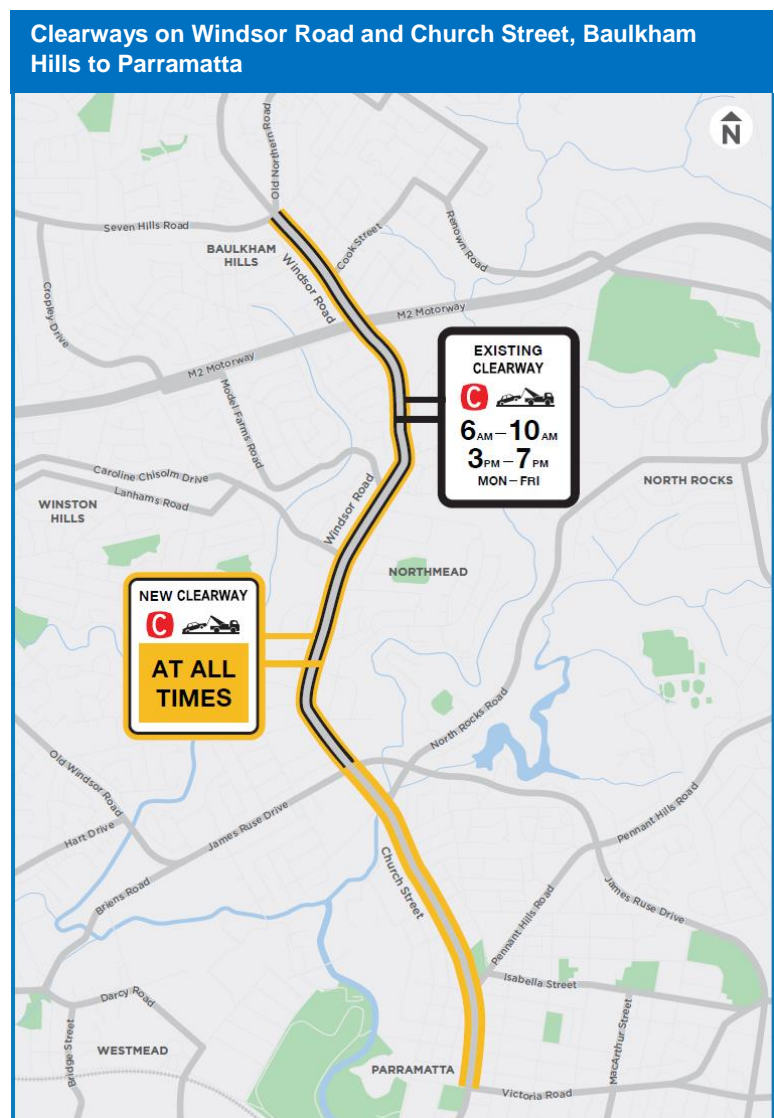 Clearways on Windsor Road and Church Street, Baulkham
Hills to Parramatta
N
Old Northern Road
Seven Hills Road
BAULKHAM
HILLS
Windsor Road
Cook Street
Renown Road
Cropley Drive
M2 Motorway
M2 Motorway
Model Farms Road
EXISTING
CLEARWAY
C
6AM–10AM
3PM–7PM
MON–FRI
Caroline Chisolm Drive
Lanhams Road
WINSTON
HILLS
Windsor Road
NORTH ROCKS
NORTHMEAD
NEW CLEARWAY
C
AT ALL
TIMES
North Rocks Road
Old Windsor Road
Hart Drive
James Ruse Drive
Briens Road
Church Street
Pennant Hills Road
Pennant Hills Road
James Ruse Drive
Isabella Street
Darcy Road
Bridge Street
WESTMEAD
MacArthur Street
PARRAMATTA
Victoria Road